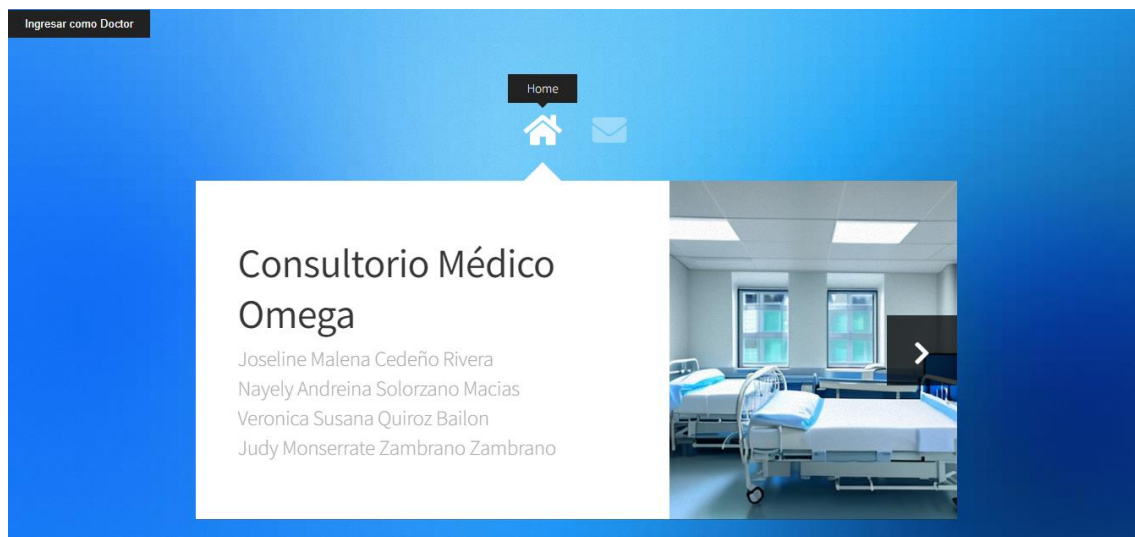 Ingresar como Doctor
Home
Consultorio Médico
Omega
Joseline Malena Cedeño Rivera
Nayely Andreina Solorzano Macias
Veronica Susana Quiroz Bailon
Judy Monserrate Zambrano Zambrano